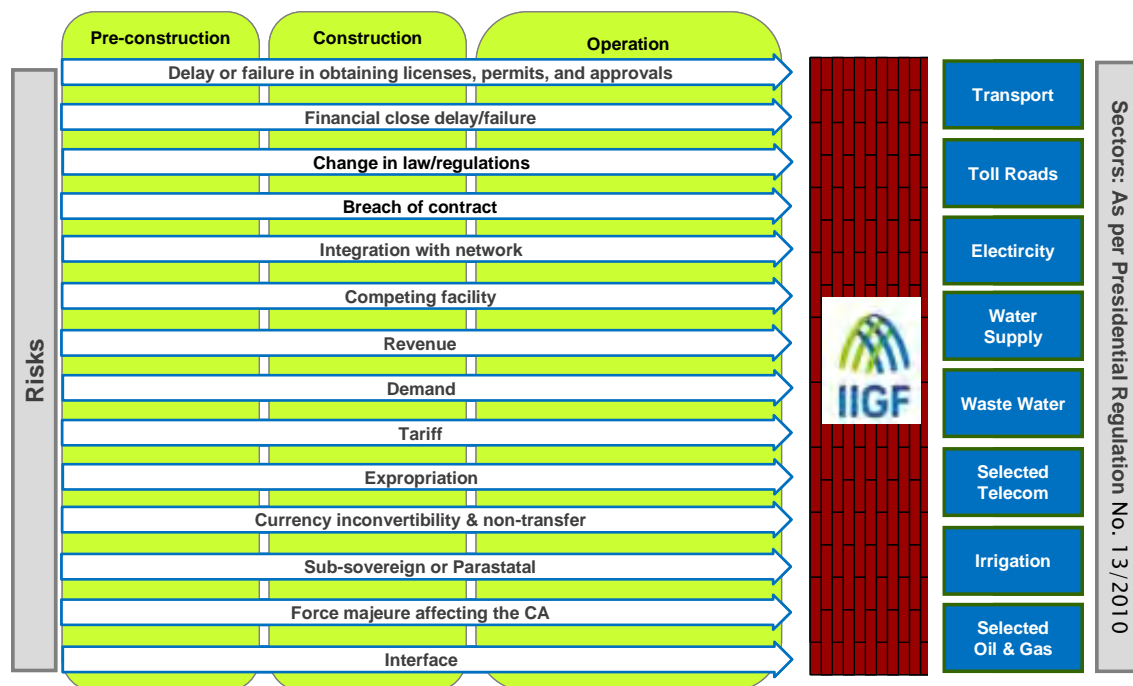 Pre-construction
Construction
Operation
Risks
Delay or failure in obtaining licenses, permits, and approvals
Financial close delay/failure
Change in law/regulations
Breach of contract
Integration with network
Competing facility
Revenue
Demand
Tariff
Expropriation
Currency inconvertibility & non-transfer
Sub-sovereign or Parastatal
Force majeure affecting the CA
Interface
IIGF
Transport
Toll Roads
Electircity
Water
Supply
Waste Water
Selected
Telecom
Irrigation
Selected
Oil & Gas
Sectors: As per Presidential Regulation No. 13/2010